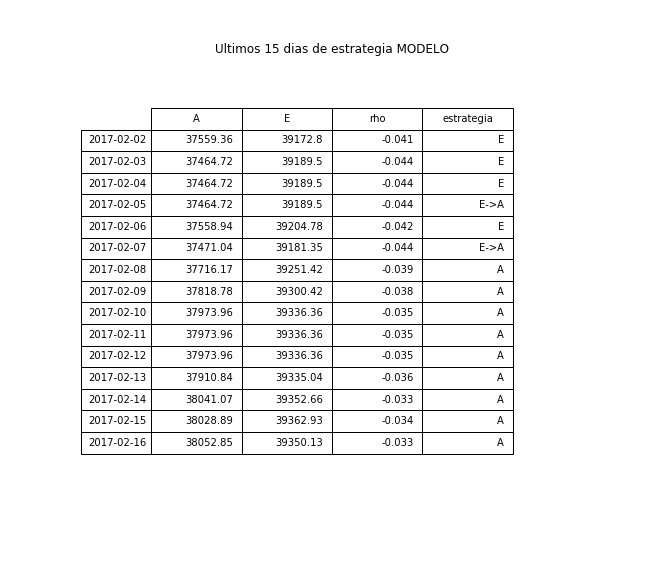 Ultimos 15 dias de estrategia MODELO
A E rho estrategia
2017-02-02 37559.36 39172.8 -0.041 E
2017-02-03 37464.72 39189.5 -0.044 E
2017-02-04 37464.72 39189.5 -0.044 E
2017-02-05 37464.72 39189.5 -0.044 E->A
2017-02-06 37558.94 39204.78 -0.042 E
2017-02-07 37471.04 39181.35 -0.044 E->A
2017-02-08 37716.17 39251.42 -0.039 A
2017-02-09 37818.78 39300.42 -0.038 A
2017-02-10 37973.96 39336.36 -0.035 A
2017-02-11 37973.96 39336.36 -0.035 A
2017-02-12 37973.96 39336.36 -0.035 A
2017-02-13 37910.84 39335.04 -0.036 A
2017-02-14 38041.07 39352.66 -0.033 A
2017-02-15 38028.89 39362.93 -0.034 A
2017-02-16 38052.85 39350.13 -0.033 A